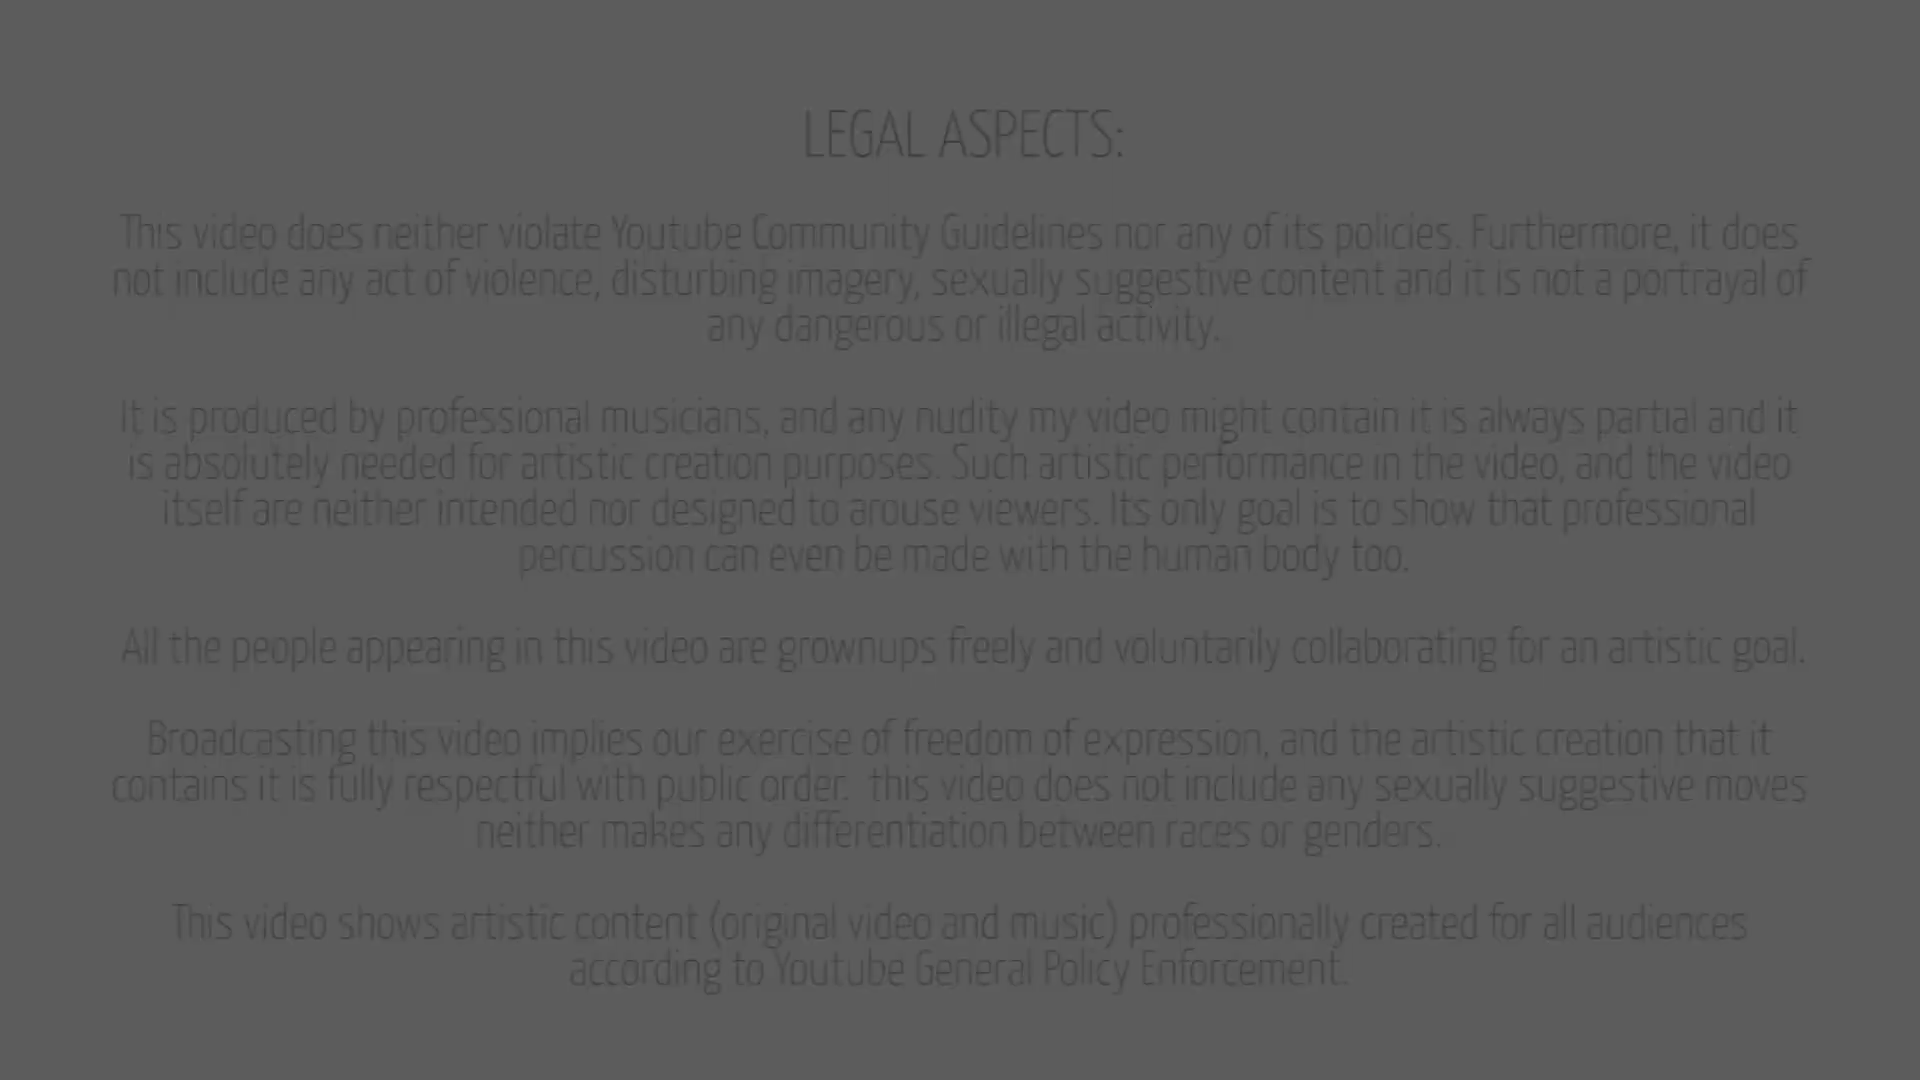 LEGAL ASPECTS:
This video does neither violate Youtube Community Guidelines nor any of its policies. Furthermore, it does
not include any act of violence, disturbing imagery, sexually suggestive content and it is not a portrayal of
any dangerous or illegal activity.
It is produced by professional musicians, and any nudity my video might contain it is always partial and it
is absolutely needed for artistic creation purposes. Such artistic performance in the video, and the video
itself are neither intended nor designed to arouse viewers. Its only goal is to show that professional
percussion can even be made with the human body too.
All the people appearing in this video are grownups freely and voluntarily collaborating for an artistic goal.
Broadcasting this video implies our exercise of freedom of expression, and the artistic creation that it
contains it is fully respectful with public order. this video does not include any sexually suggestive moves
neither makes any differentiation between races or genders.
This video shows artistic content (original video and music) professionally created for all audiences
according to Youtube General Policy Enforcement.